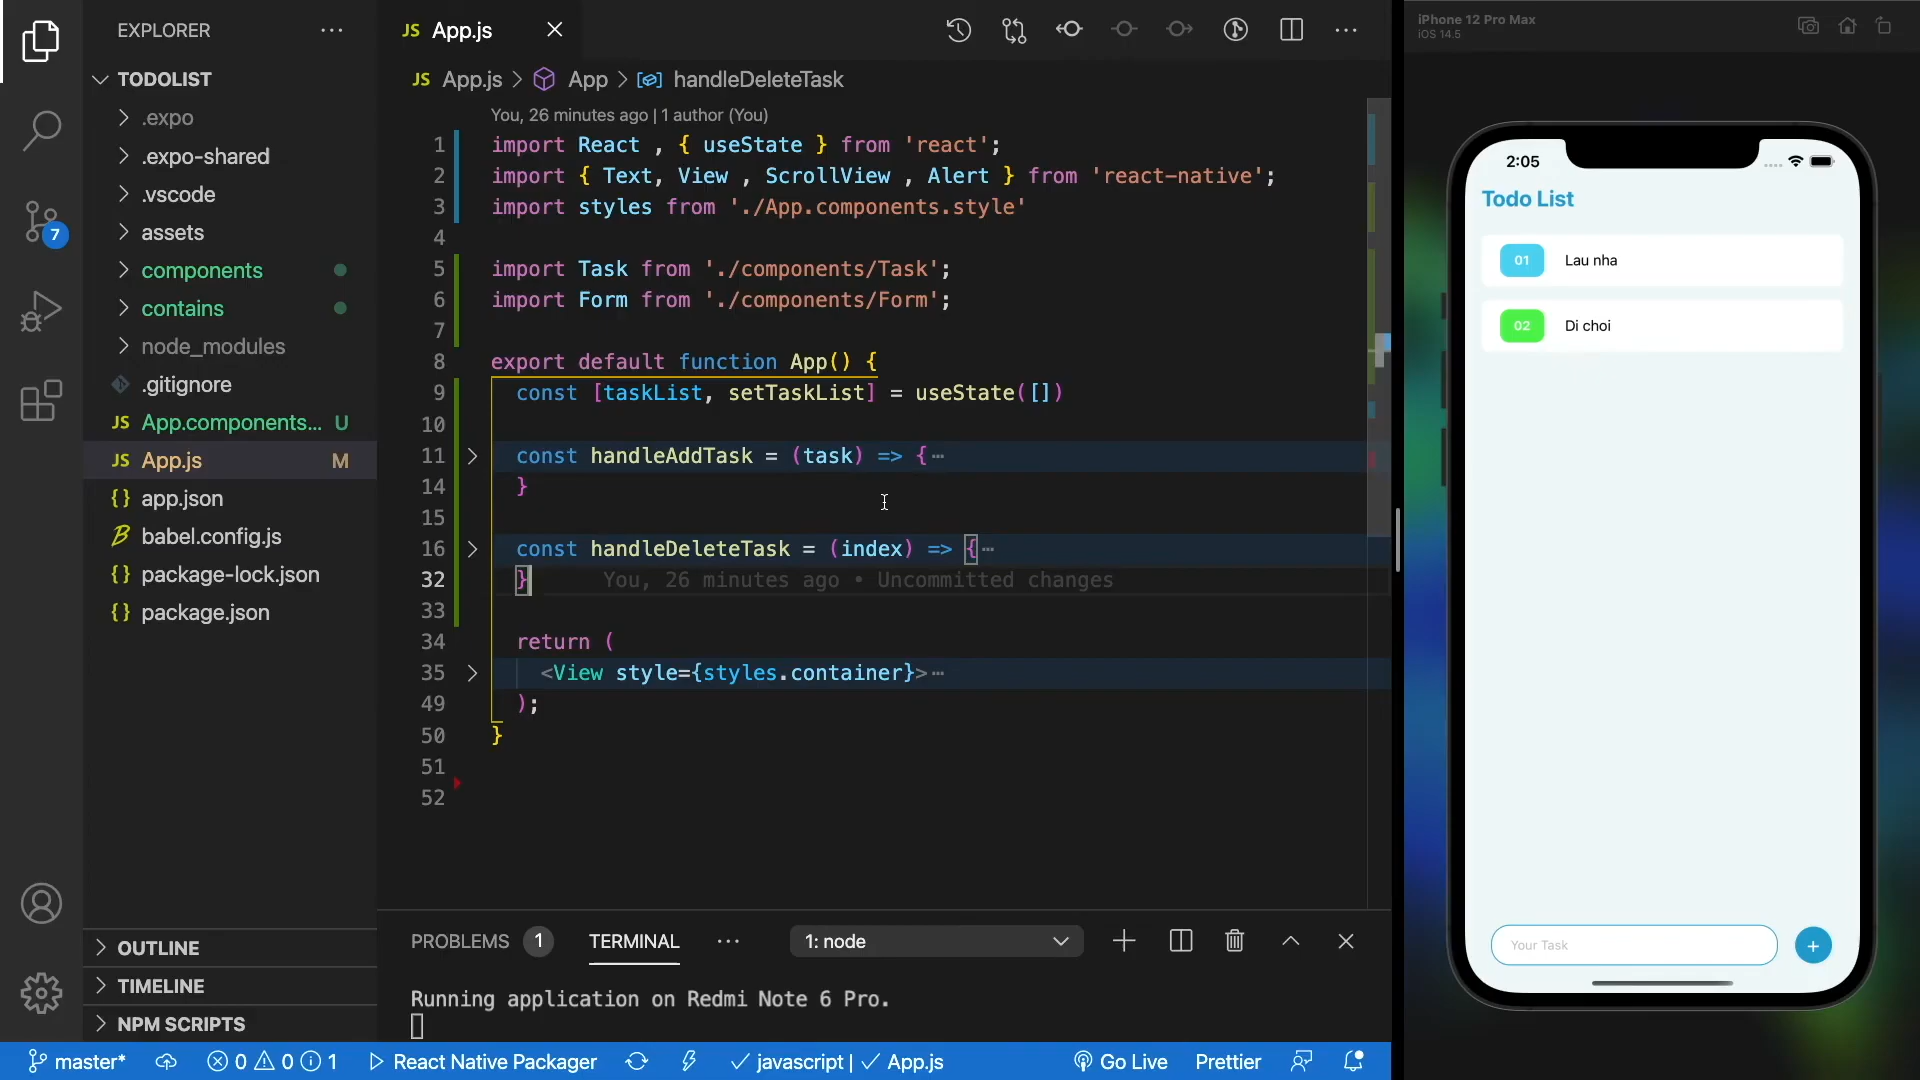 EXPLORER
TODOLIST
.expo
.expo-shared
.vscode
assets
components
contains
node_modules
.gitignore
JS App.components... U
JS App.js M
{} app.json
babel.config.js
{} package-lock.json
{} package.json
OUTLINE
TIMELINE
NPM SCRIPTS
7
JS App.js
JS App.js > App > handleDeleteTask
You, 26 minutes ago | 1 author (You)
1 import React , { useState } from 'react';
2 import { Text, View , ScrollView , Alert } from 'react-native';
3 import styles from './App.components.style'
4
5 import Task from './components/Task';
6 import Form from './components/Form';
7
8 export default function App() {
9 const [taskList, setTaskList] = useState([])
10
11 const handleAddTask = (task) => {…
14 }
15
16 const handleDeleteTask = (index) => {…
32 } You, 26 minutes ago • Uncommitted changes
33
34 return (
35 <View style={styles.container}>…
49 );
50 }
51
52
PROBLEMS 1 TERMINAL 1: node
Running application on Redmi Note 6 Pro.
master* 0 0 1 React Native Packager javascript | App.js Go Live Prettier
iPhone 12 Pro Max
iOS 14.5
2:05
Todo List
01 Lau nha
02 Di choi
Your Task
+